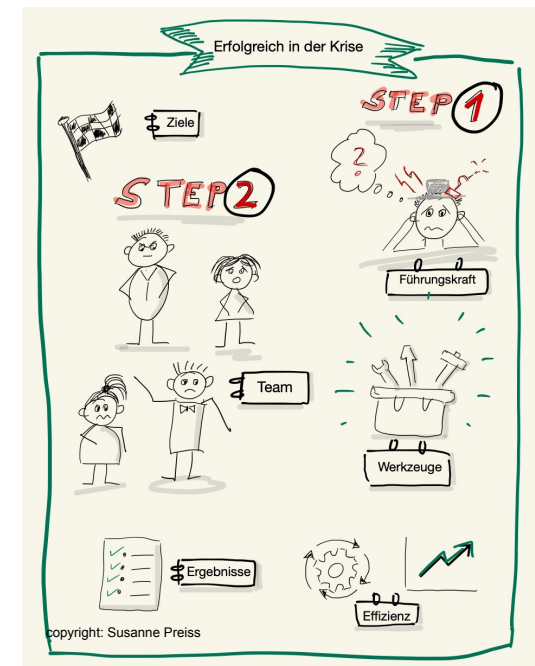 Erfolgreich in der Krise
STEP 1
Ziele
STEP 2
?
Führungskraft
Team
Werkzeuge
Ergebnisse
Effizienz
copyright: Susanne Preiss